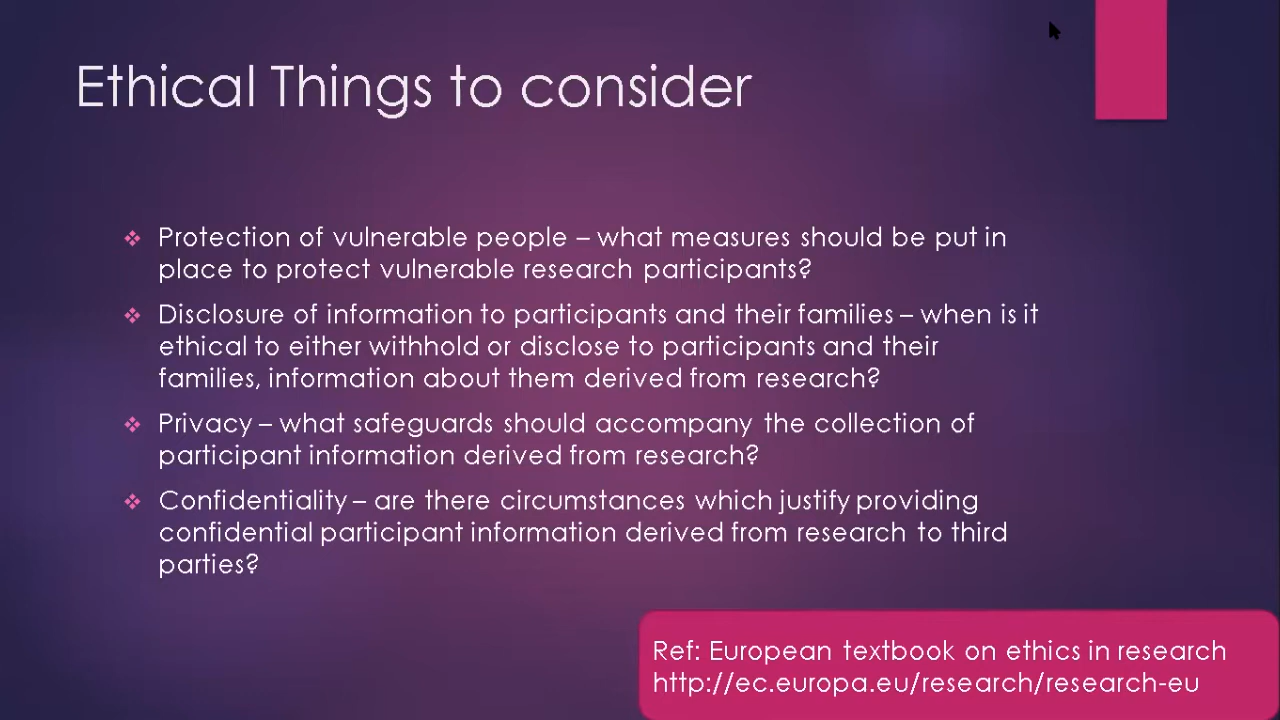 Ethical Things to consider
Protection of vulnerable people – what measures should be put in
place to protect vulnerable research participants?
Disclosure of information to participants and their families – when is it
ethical to either withhold or disclose to participants and their
families, information about them derived from research?
Privacy – what safeguards should accompany the collection of
participant information derived from research?
Confidentiality – are there circumstances which justify providing
confidential participant information derived from research to third
parties?
Ref: European textbook on ethics in research
http://ec.europa.eu/research/research-eu